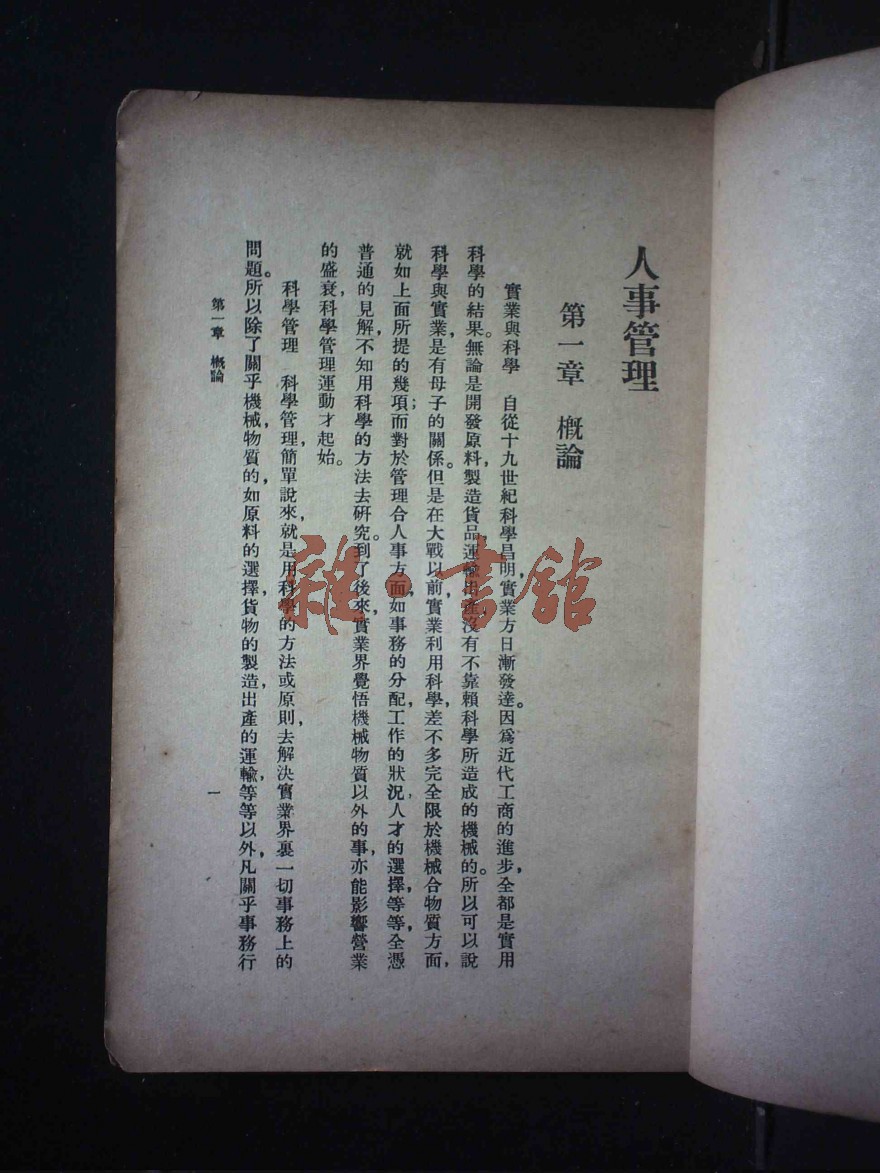 人事管理
第一章　概論
實業與科學　自從十九世紀科學昌明，實業方日漸發達。因爲近代工商的進步，全都是實用
科學的結果。無論是開發原料，製造貨品，運輸出產，沒有不靠賴科學所造成的機械的。所以可以說
科學與實業，是有母子的關係。但是在大戰以前，實業利用科學，差不多完全限於機械合物質方面，
就如上面所提的幾項；而對於管理合人事方面，如事務的分配，工作的狀況，人才的選擇，等等，全憑
普通的見解，不知用科學的方法去研究。到了後來，實業界覺悟機械物質以外的事，亦能影響營業
的盛衰，科學管理運動才起始。
科學管理　科學管理，簡單說來，就是用科學的方法或原則，去解決實業界裏一切事務上的
問題。所以除了關乎機械，物質的，如原料的選擇，貨物的製造，出產的運輸，等等以外，凡關乎事務行
第一章　概論
一
雜·書館